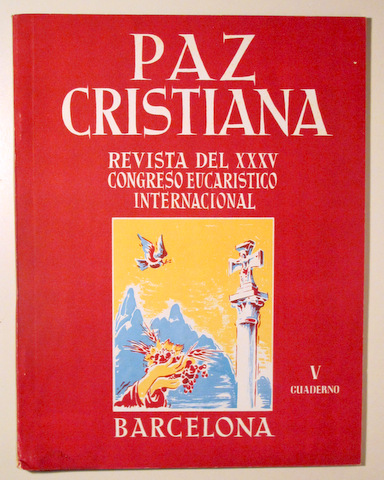 PAZ
CRISTIANA
REVISTA DEL XXXV
CONGRESO EUCARISTICO
INTERNACIONAL
V
CUADERNO
BARCELONA